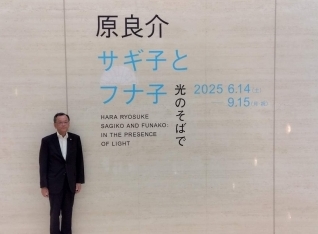 原良介
サギ子と
フナ子
光のそばで
2025 6.14 土
9.15
HARA RYOSUKE
SAGIKO AND FUNAKO:
IN THE PRESENCE
OF LIGHT